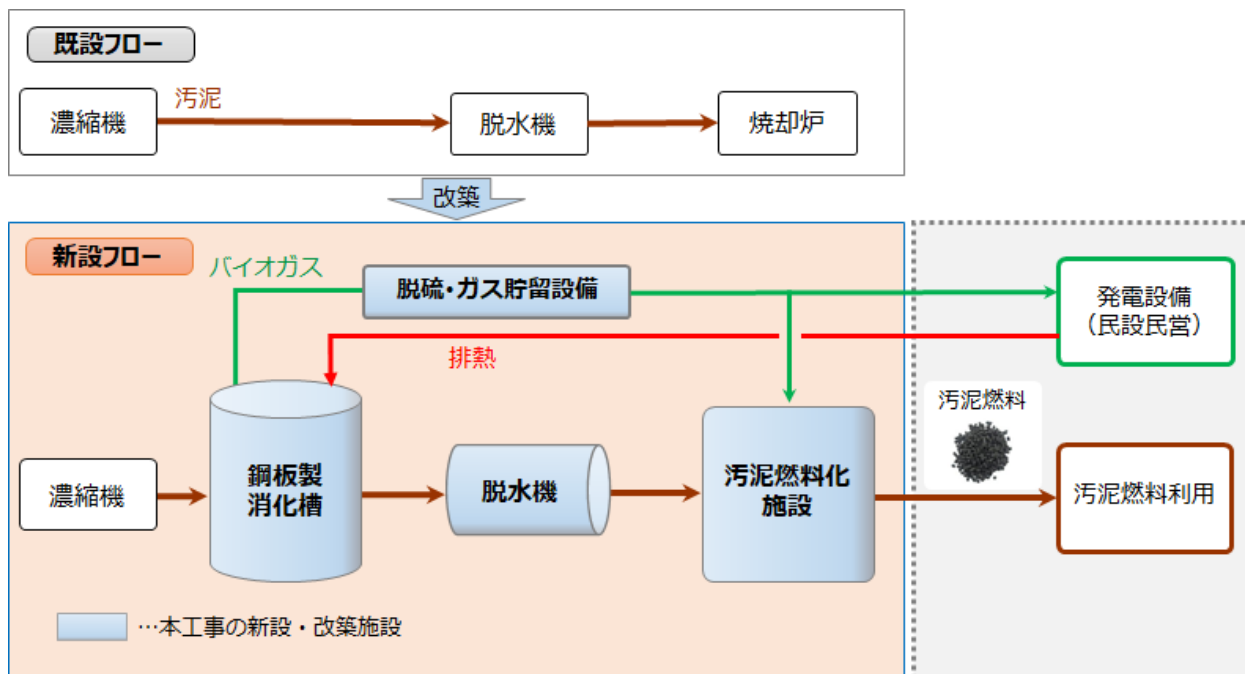 既設フロー
濃縮機
汚泥
脱水機
焼却炉
改築
新設フロー
バイオガス
脱硫・ガス貯留設備
発電設備
（民設民営）
排熱
汚泥燃料
濃縮機
鋼板製
消化槽
脱水機
汚泥燃料化
施設
汚泥燃料利用
…本工事の新設・改築施設